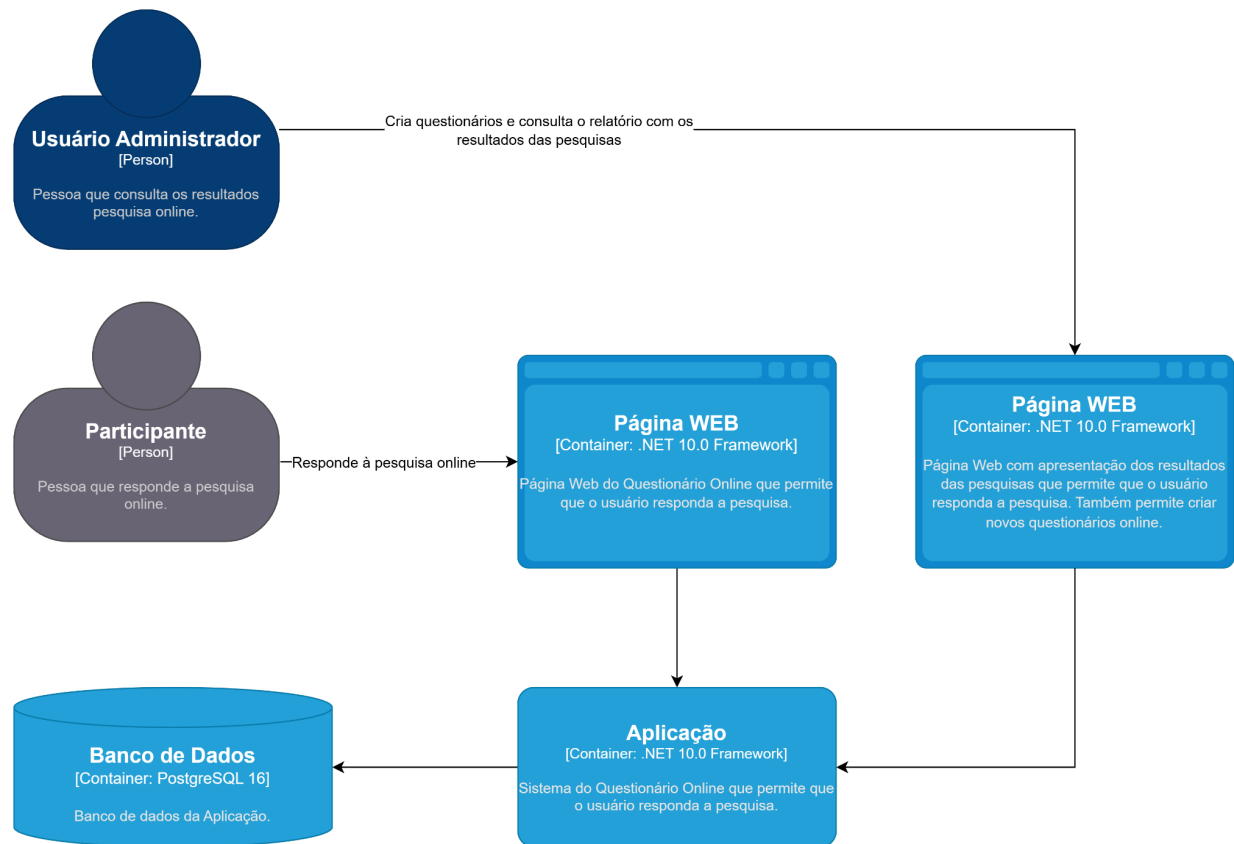 Usuário Administrador
[Person]
Pessoa que consulta os resultados
pesquisa online.
Cria questionários e consulta o relatório com os
resultados das pesquisas
Participante
[Person]
Pessoa que responde a pesquisa
online.
Responde à pesquisa online
Página WEB
[Container: .NET 10.0 Framework]
Página Web do Questionário Online que permite
que o usuário responda a pesquisa.
Página WEB
[Container: .NET 10.0 Framework]
Página Web com apresentação dos resultados
das pesquisas que permite que o usuário
responda a pesquisa. Também permite criar
novos questionários online.
Banco de Dados
[Container: PostgreSQL 16]
Banco de dados da Aplicação.
Aplicação
[Container: .NET 10.0 Framework]
Sistema do Questionário Online que permite que
o usuário responda a pesquisa.